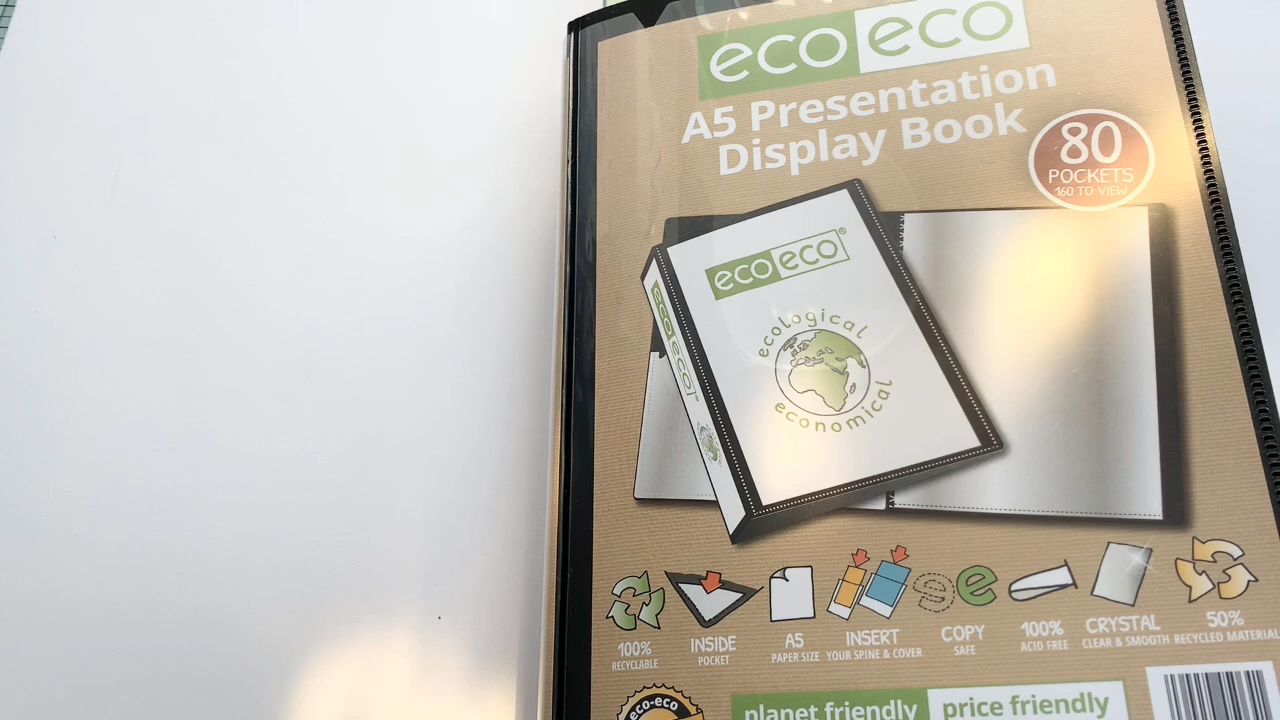 eco eco
A5 Presentation
Display Book
80
POCKETS
160 TO VIEW
eco eco®
eco eco
ecological
economical
100%
RECYCLABLE
INSIDE
POCKET
A5
PAPER SIZE
INSERT
YOUR SPINE & COVER
COPY
SAFE
100%
ACID FREE
CRYSTAL
CLEAR & SMOOTH
50%
RECYCLED MATERIAL
eco-eco
planet friendly price friendly